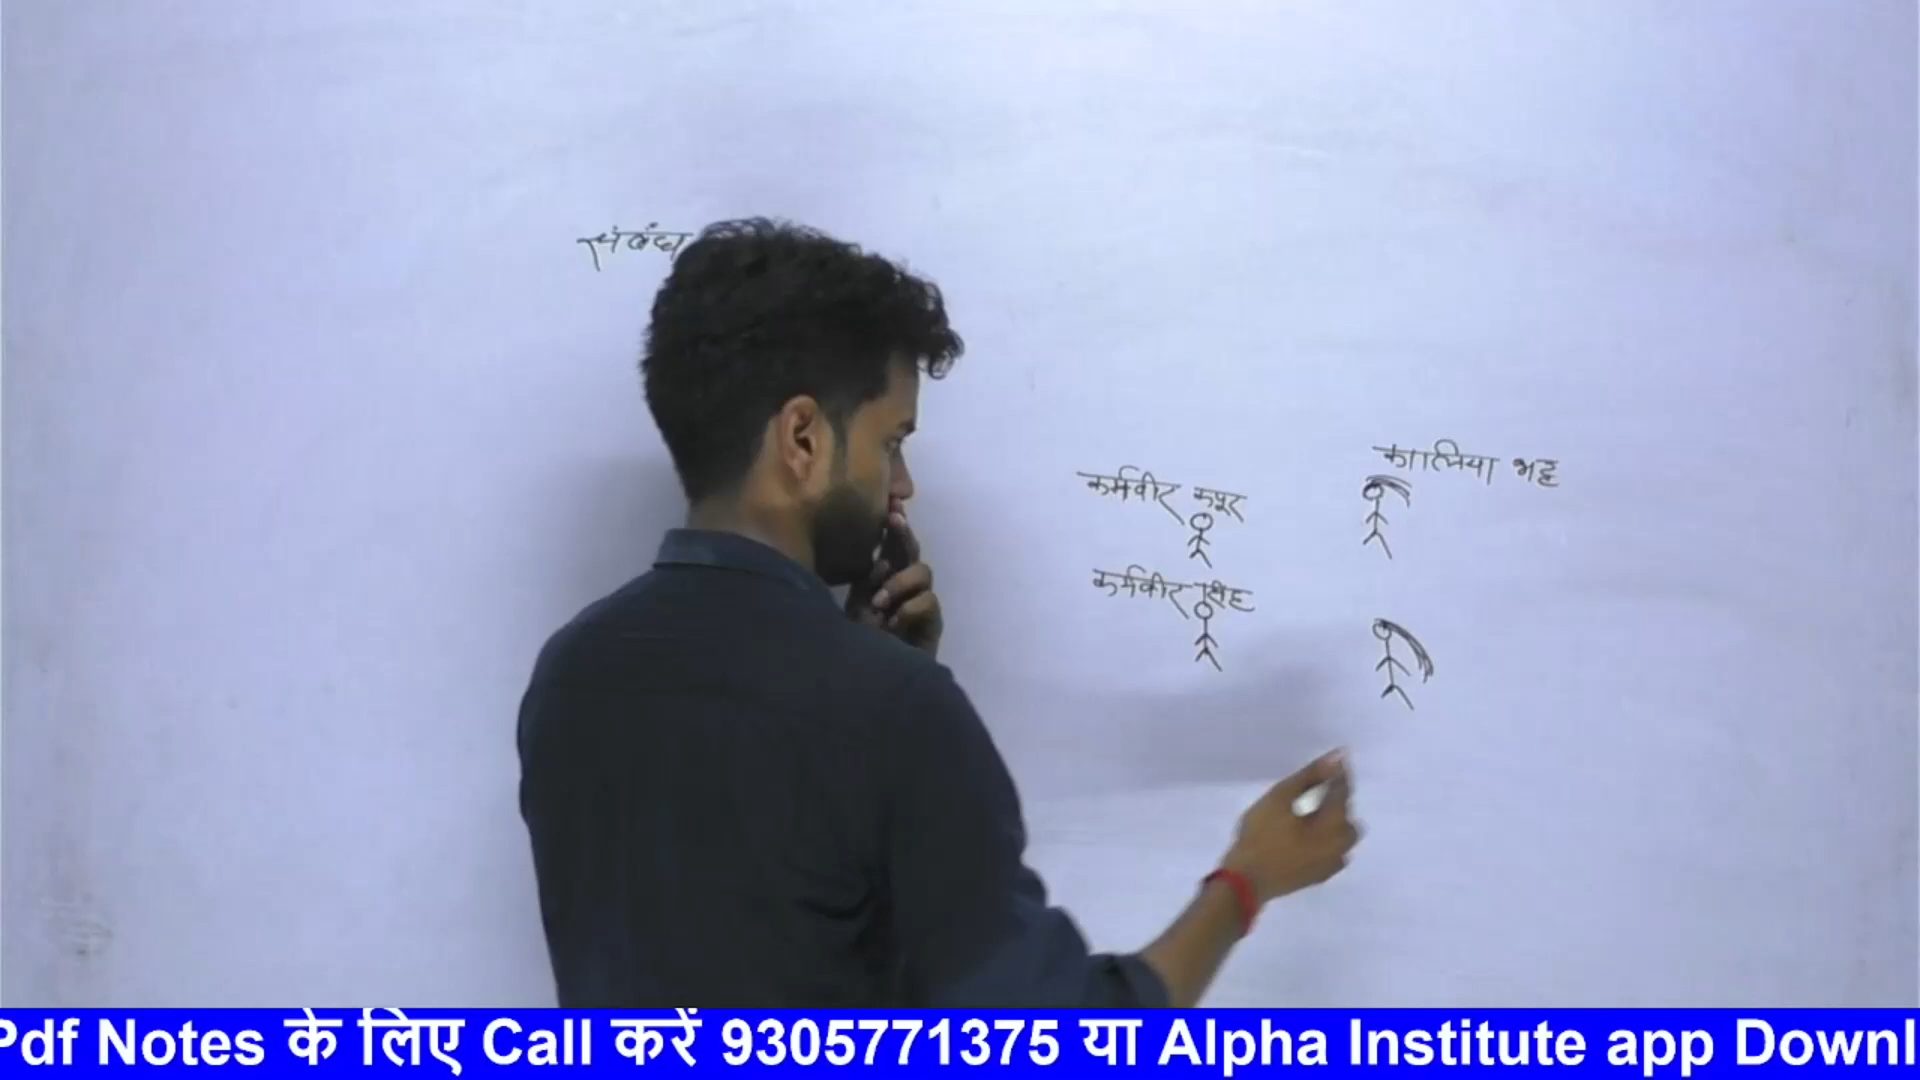 संबंध
कर्मवीर कपूर
कालिया भट्ट
कर्मवीर सिंह
Pdf Notes के लिए Call करें 9305771375 या Alpha Institute app Downl